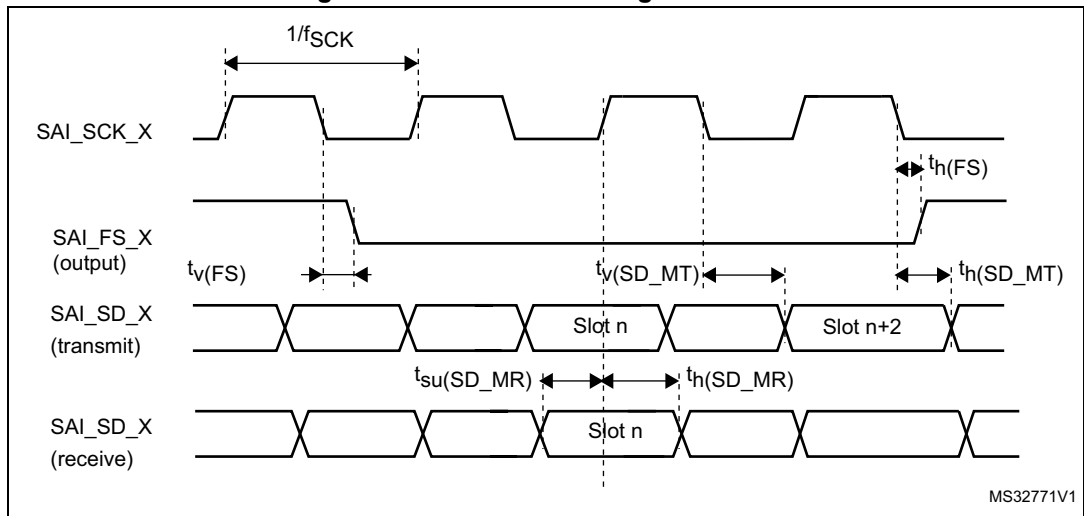 1/fSCK
SAI_SCK_X
th(FS)
SAI_FS_X
(output)
tv(FS)
tv(SD_MT)
th(SD_MT)
SAI_SD_X
(transmit)
Slot n
Slot n+2
tsu(SD_MR)
th(SD_MR)
SAI_SD_X
(receive)
Slot n
MS32771V1